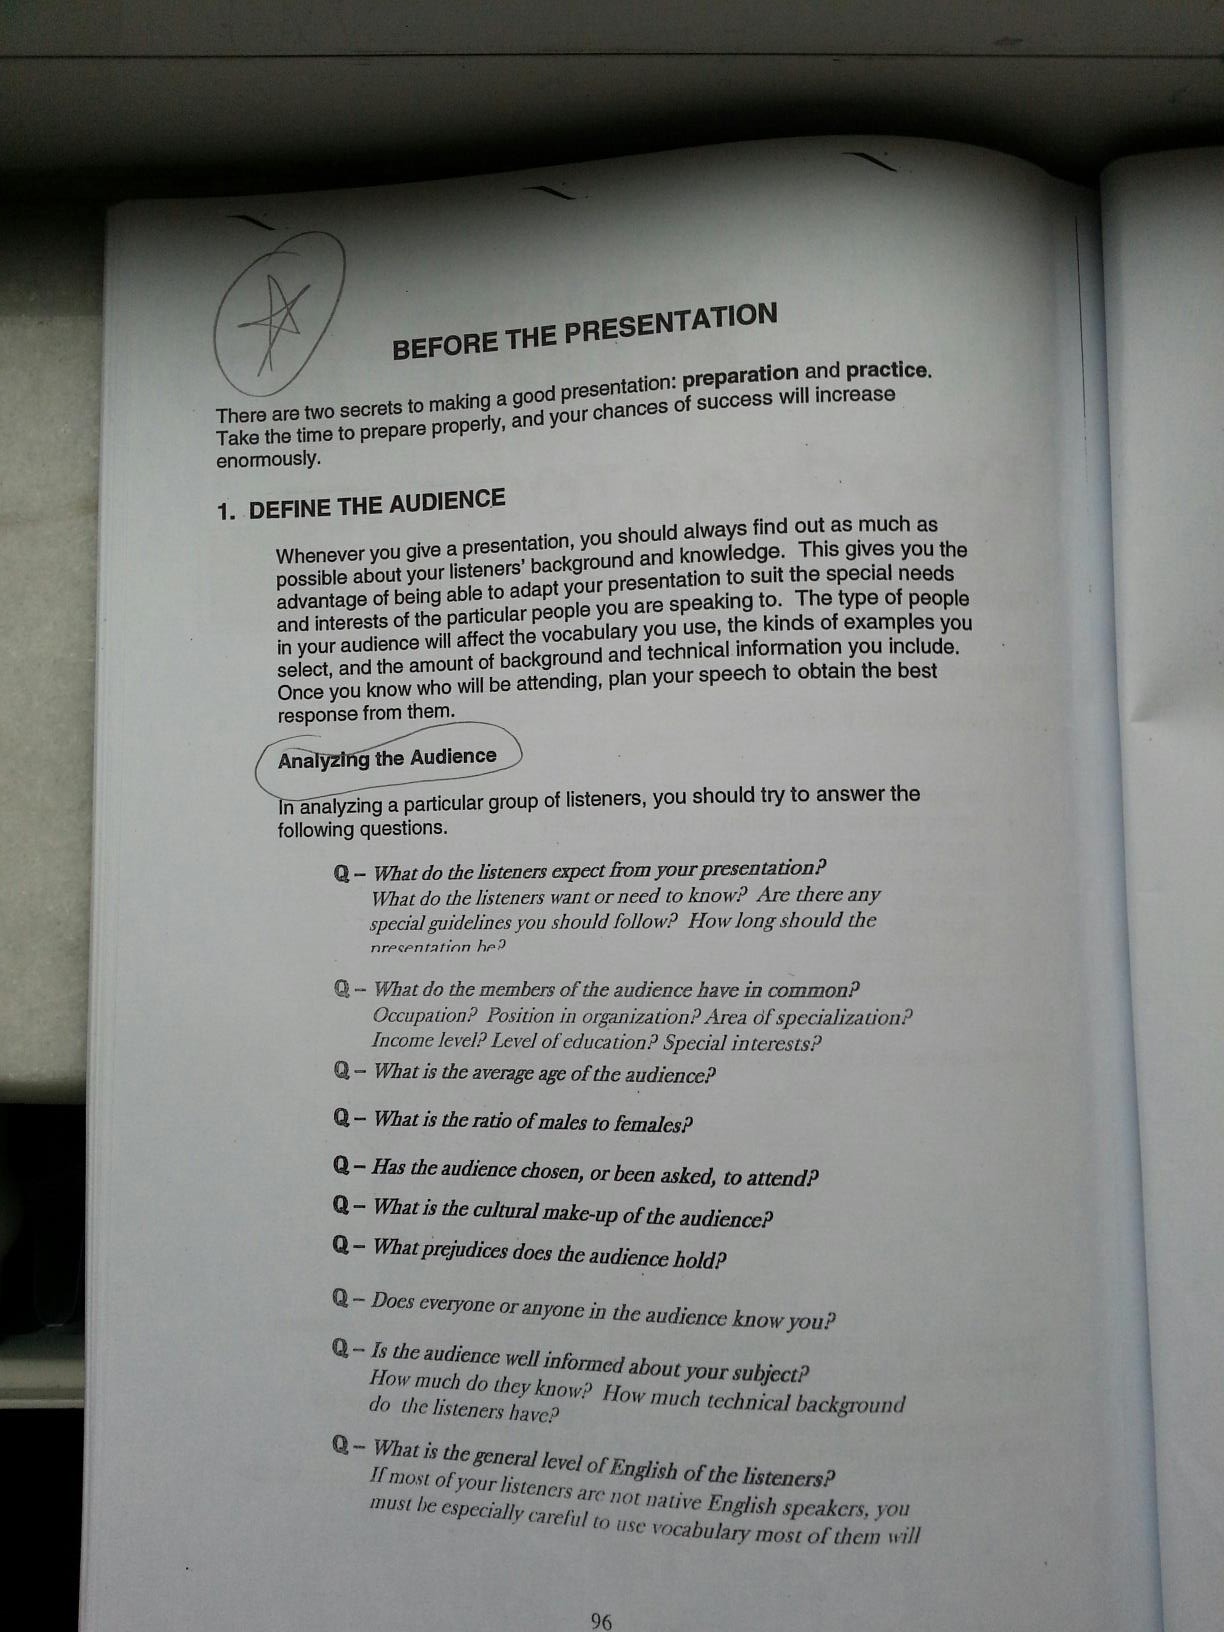 BEFORE THE PRESENTATION
There are two secrets to making a good presentation: preparation and practice.
Take the time to prepare properly, and your chances of success will increase
enormously.
1. DEFINE THE AUDIENCE
Whenever you give a presentation, you should always find out as much as
possible about your listeners' background and knowledge. This gives you the
advantage of being able to adapt your presentation to suit the special needs
and interests of the particular people you are speaking to. The type of people
in your audience will affect the vocabulary you use, the kinds of examples you
select, and the amount of background and technical information you include.
Once you know who will be attending, plan your speech to obtain the best
response from them.
Analyzing the Audience
In analyzing a particular group of listeners, you should try to answer the
following questions.
Q – What do the listeners expect from your presentation?
What do the listeners want or need to know? Are there any
special guidelines you should follow? How long should the
presentation be?
Q – What do the members of the audience have in common?
Occupation? Position in organization? Area of specialization?
Income level? Level of education? Special interests?
Q – What is the average age of the audience?
Q – What is the ratio of males to females?
Q – Has the audience chosen, or been asked, to attend?
Q – What is the cultural make-up of the audience?
Q – What prejudices does the audience hold?
Q – Does everyone or anyone in the audience know you?
Q – Is the audience well informed about your subject?
How much do they know? How much technical background
do the listeners have?
Q – What is the general level of English of the listeners?
If most of your listeners are not native English speakers, you
must be especially careful to use vocabulary most of them will
96